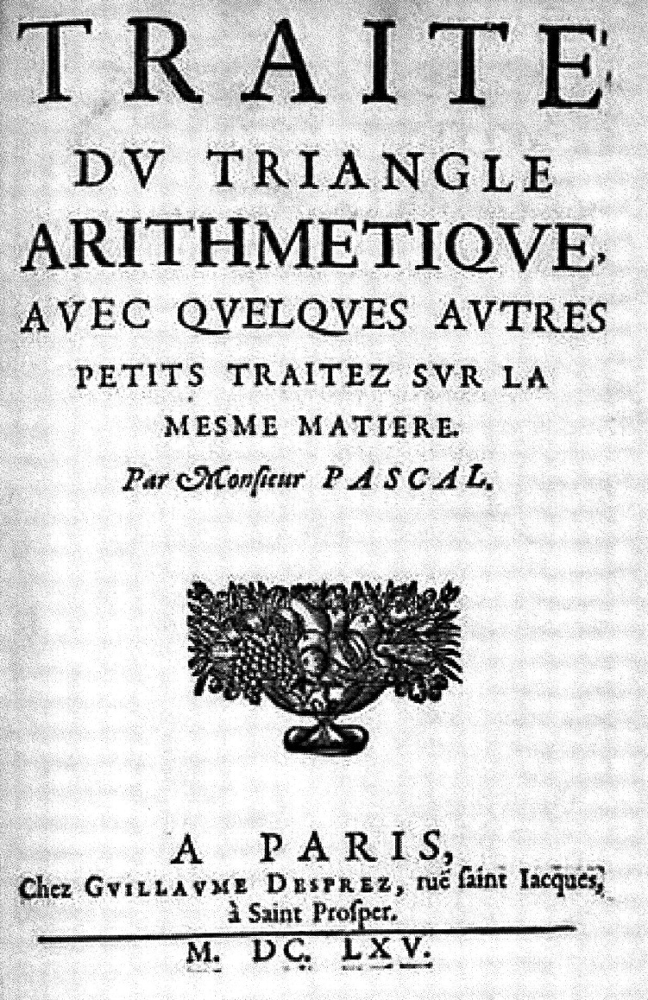 TRAITÉ
DV TRIANGLE
ARITHMETIQVE,
AVEC QVELQVES AVTRES
PETITS TRAITEZ SVR LA
MESME MATIERE.
Par Monſieur PASCAL.
A PARIS,
Chez GVILLAVME DESPREZ, ruë ſaint Iacques,
à Saint Proſper.
M. DC. LXV.